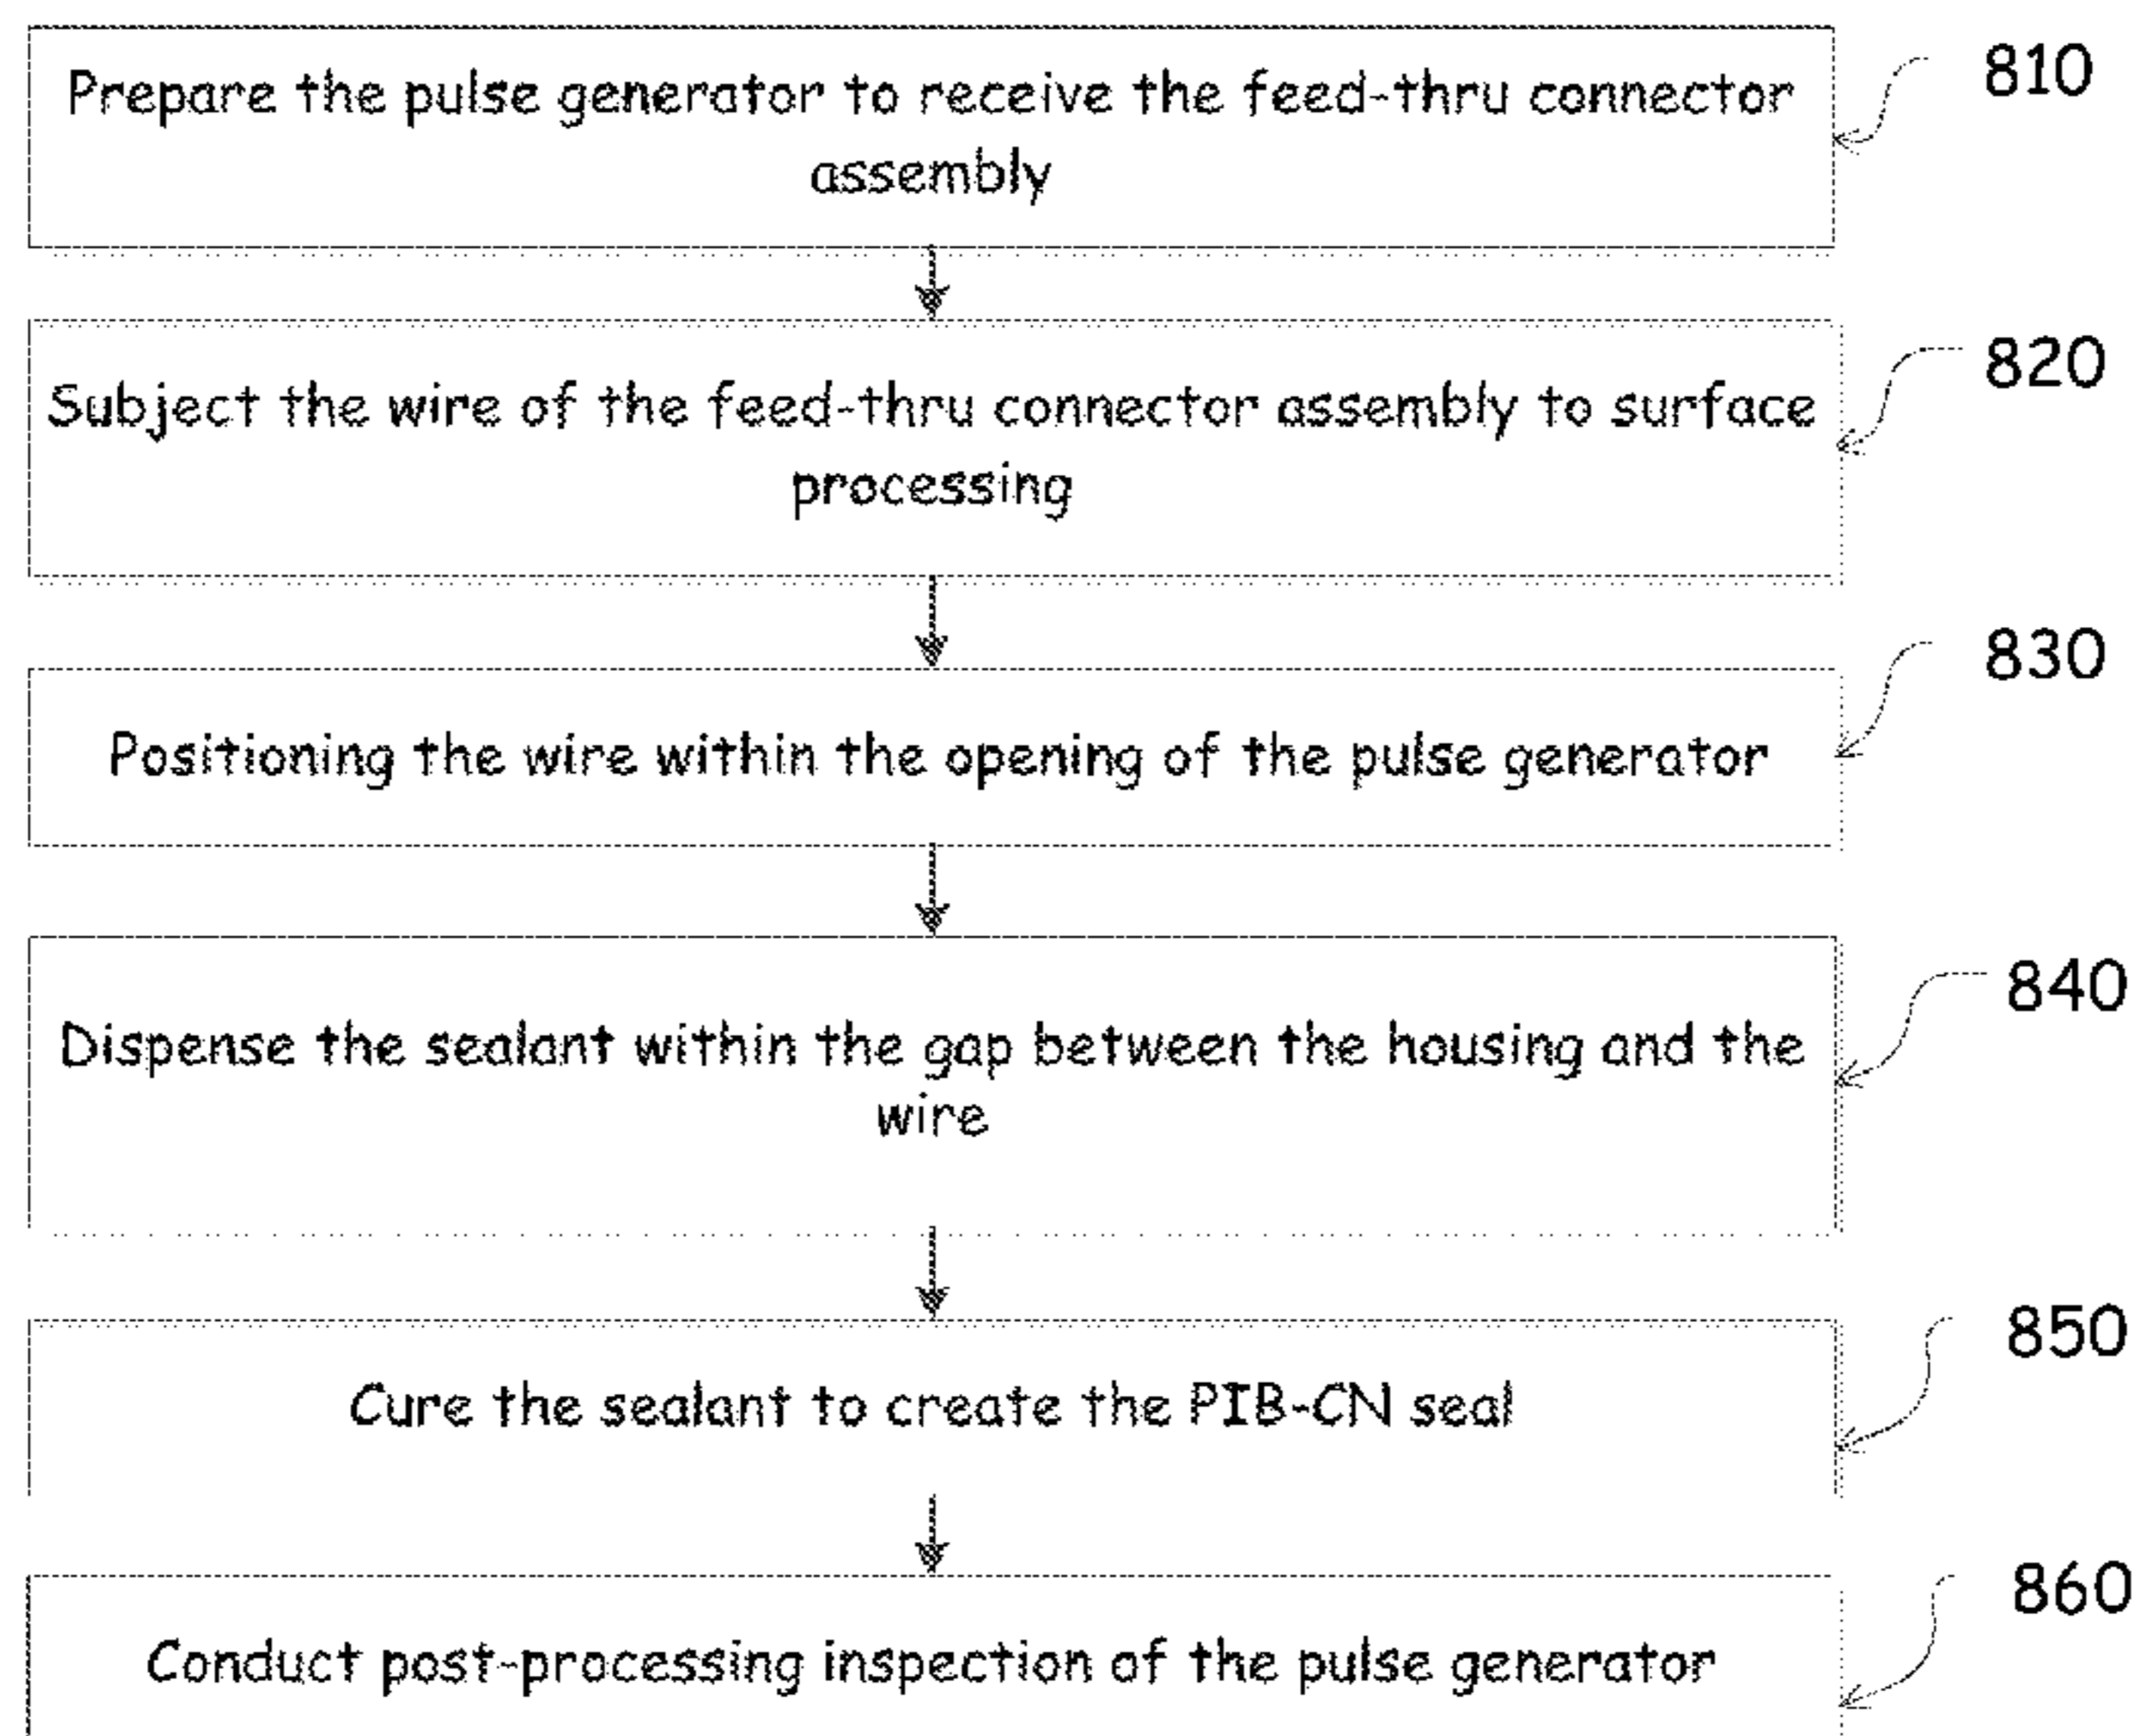 Prepare the pulse generator to receive the feed-thru connector
assembly
810
Subject the wire of the feed-thru connector assembly to surface
processing
820
Positioning the wire within the opening of the pulse generator
830
Dispense the sealant within the gap between the housing and the
wire
840
Cure the sealant to create the PIB-CN seal
850
Conduct post-processing inspection of the pulse generator
860